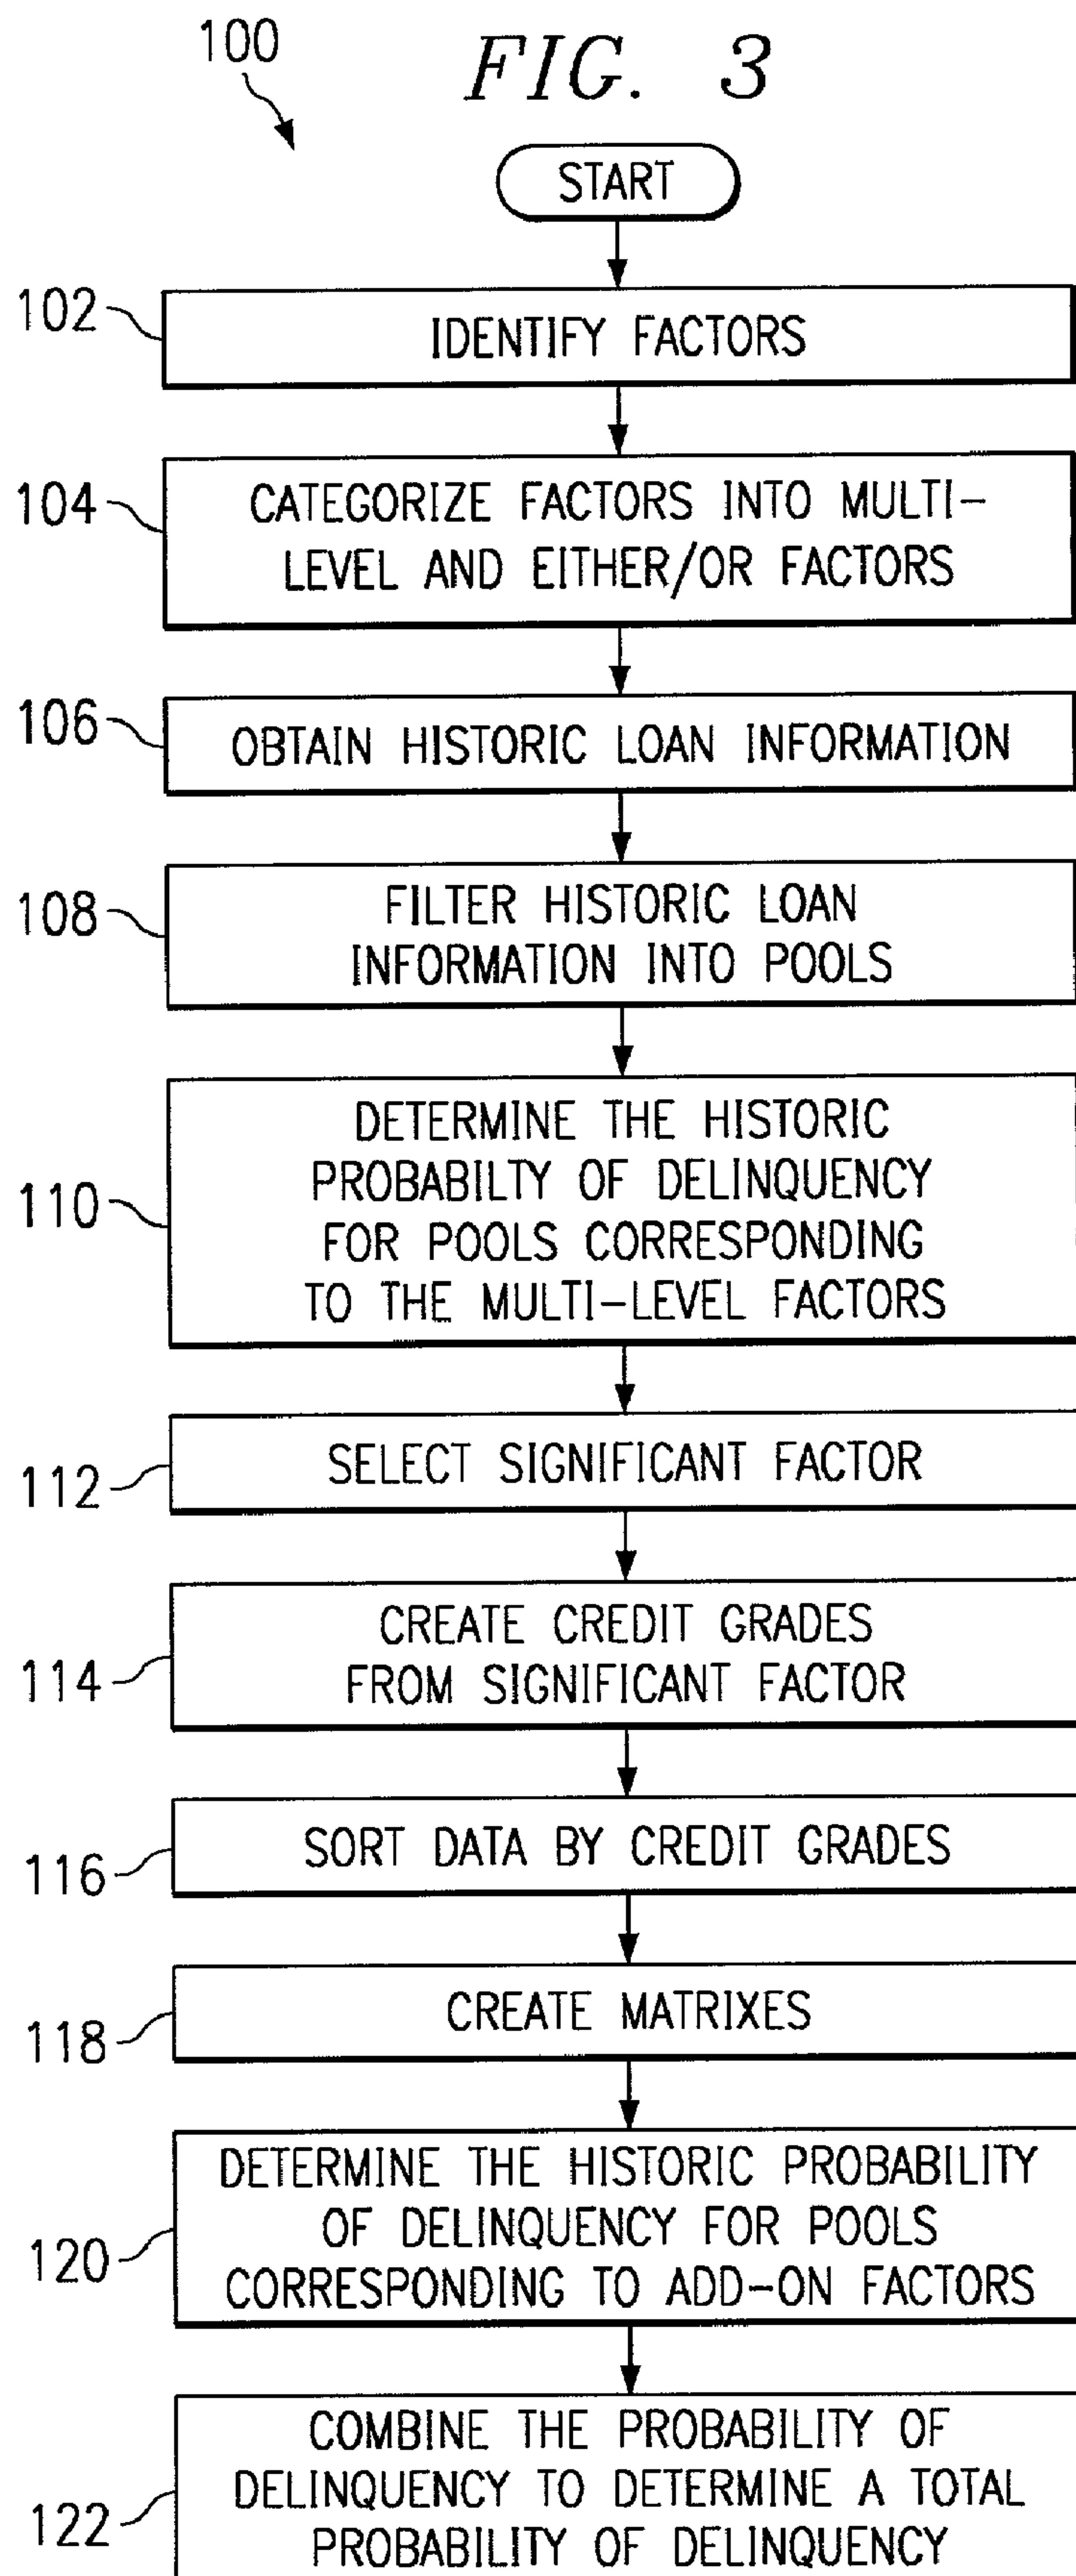 100
FIG. 3
START
102
IDENTIFY FACTORS
104
CATEGORIZE FACTORS INTO MULTI-
LEVEL AND EITHER/OR FACTORS
106
OBTAIN HISTORIC LOAN INFORMATION
108
FILTER HISTORIC LOAN
INFORMATION INTO POOLS
110
DETERMINE THE HISTORIC
PROBABILTY OF DELINQUENCY
FOR POOLS CORRESPONDING
TO THE MULTI-LEVEL FACTORS
112
SELECT SIGNIFICANT FACTOR
114
CREATE CREDIT GRADES
FROM SIGNIFICANT FACTOR
116
SORT DATA BY CREDIT GRADES
118
CREATE MATRIXES
120
DETERMINE THE HISTORIC PROBABILITY
OF DELINQUENCY FOR POOLS
CORRESPONDING TO ADD-ON FACTORS
122
COMBINE THE PROBABILITY OF
DELINQUENCY TO DETERMINE A TOTAL
PROBABILITY OF DELINQUENCY